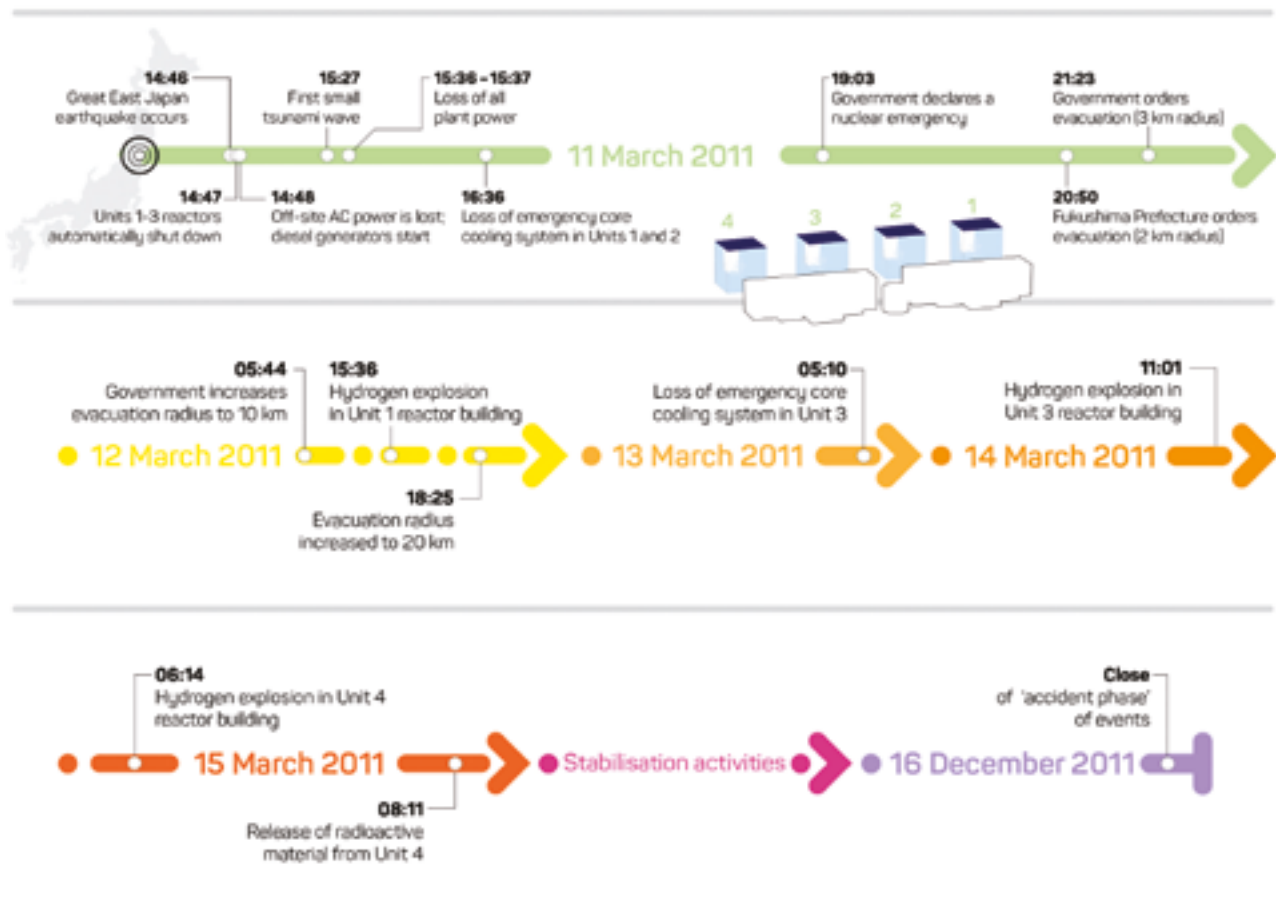 14:46
Great East Japan
earthquake occurs
15:27
First small
tsunami wave
15:36 - 15:37
Loss of all
plant power
19:03
Government declares a
nuclear emergency
21:23
Government orders
evacuation (3 km radius)
11 March 2011
14:47
Units 1-3 reactors
automatically shut down
14:48
Off-site AC power is lost;
diesel generators start
16:36
Loss of emergency core
cooling system in Units 1 and 2
4
3
2
1
20:50
Fukushima Prefecture orders
evacuation (2 km radius)
05:44
Government increases
evacuation radius to 10 km
15:36
Hydrogen explosion
in Unit 1 reactor building
05:10
Loss of emergency core
cooling system in Unit 3
11:01
Hydrogen explosion in
Unit 3 reactor building
12 March 2011
13 March 2011
14 March 2011
18:25
Evacuation radius
increased to 20 km
06:14
Hydrogen explosion in Unit 4
reactor building
Close
of 'accident phase'
of events
15 March 2011
Stabilisation activities
16 December 2011
08:11
Release of radioactive
material from Unit 4